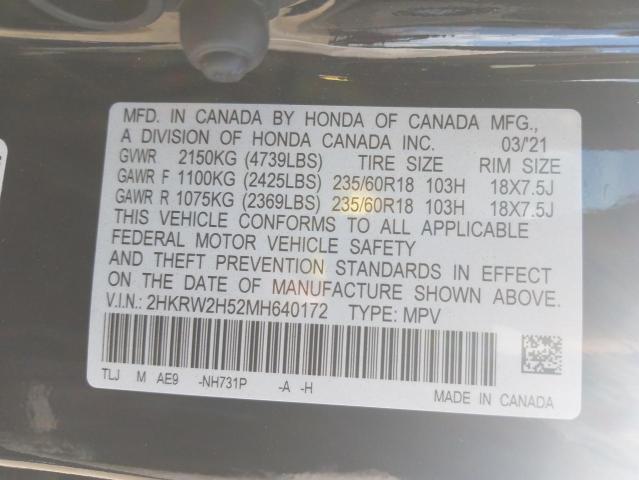 MFD. IN CANADA BY HONDA OF CANADA MFG.,
A DIVISION OF HONDA CANADA INC. 03/'21
GVWR 2150KG (4739LBS) TIRE SIZE RIM SIZE
GAWR F 1100KG (2425LBS) 235/60R18 103H 18X7.5J
GAWR R 1075KG (2369LBS) 235/60R18 103H 18X7.5J
THIS VEHICLE CONFORMS TO ALL APPLICABLE
FEDERAL MOTOR VEHICLE SAFETY
AND THEFT PREVENTION STANDARDS IN EFFECT
ON THE DATE OF MANUFACTURE SHOWN ABOVE.
V.I.N.: 2HKRW2H52MH640172 TYPE: MPV
TLJ M AE9 -NH731P -A -H
MADE IN CANADA